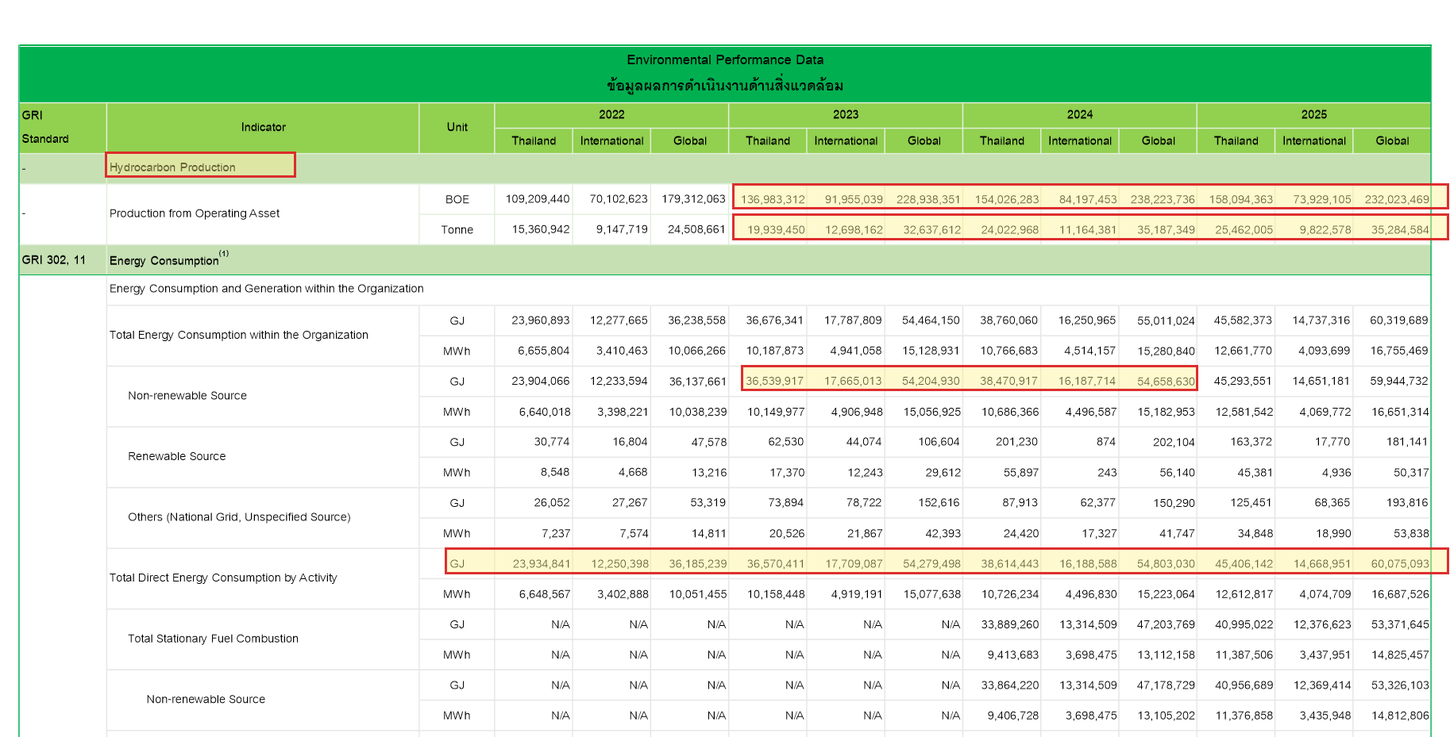 Environmental Performance Data
ข้อมูลผลการดำเนินงานด้านสิ่งแวดล้อม
GRI Standard Indicator Unit 2022 2023 2024 2025
Thailand International Global Thailand International Global Thailand International Global Thailand International Global
- Hydrocarbon Production
- Production from Operating Asset
BOE 109,209,440 70,102,623 179,312,063 136,983,312 91,955,039 228,938,351 154,026,283 84,197,453 238,223,736 158,094,363 73,929,105 232,023,469
Tonne 15,360,942 9,147,719 24,508,661 19,939,450 12,698,162 32,637,612 24,022,968 11,164,381 35,187,349 25,462,005 9,822,578 35,284,584
GRI 302, 11 Energy Consumption(1)
Energy Consumption and Generation within the Organization
Total Energy Consumption within the Organization
GJ 23,960,893 12,277,665 36,238,558 36,676,341 17,787,809 54,464,150 38,760,060 16,250,965 55,011,024 45,582,373 14,737,316 60,319,689
MWh 6,655,804 3,410,463 10,066,266 10,187,873 4,941,058 15,128,931 10,766,683 4,514,157 15,280,840 12,661,770 4,093,699 16,755,469
Non-renewable Source
GJ 23,904,066 12,233,594 36,137,661 36,539,917 17,665,013 54,204,930 38,470,917 16,187,714 54,658,630 45,293,551 14,651,181 59,944,732
MWh 6,640,018 3,398,221 10,038,239 10,149,977 4,906,948 15,056,925 10,686,366 4,496,587 15,182,953 12,581,542 4,069,772 16,651,314
Renewable Source
GJ 30,774 16,804 47,578 62,530 44,074 106,604 201,230 874 202,104 163,372 17,770 181,141
MWh 8,548 4,668 13,216 17,370 12,243 29,612 55,897 243 56,140 45,381 4,936 50,317
Others (National Grid, Unspecified Source)
GJ 26,052 27,267 53,319 73,894 78,722 152,616 87,913 62,377 150,290 125,451 68,365 193,816
MWh 7,237 7,574 14,811 20,526 21,867 42,393 24,420 17,327 41,747 34,848 18,990 53,838
Total Direct Energy Consumption by Activity
GJ 23,934,841 12,250,398 36,185,239 36,570,411 17,709,087 54,279,498 38,614,443 16,188,588 54,803,030 45,406,142 14,668,951 60,075,093
MWh 6,648,567 3,402,888 10,051,455 10,158,448 4,919,191 15,077,638 10,726,234 4,496,830 15,223,064 12,612,817 4,074,709 16,687,526
Total Stationary Fuel Combustion
GJ N/A N/A N/A N/A N/A N/A 33,889,260 13,314,509 47,203,769 40,995,022 12,376,623 53,371,645
MWh N/A N/A N/A N/A N/A N/A 9,413,683 3,698,475 13,112,158 11,387,506 3,437,951 14,825,457
Non-renewable Source
GJ N/A N/A N/A N/A N/A N/A 33,864,220 13,314,509 47,178,729 40,956,689 12,369,414 53,326,103
MWh N/A N/A N/A N/A N/A N/A 9,406,728 3,698,475 13,105,202 11,376,858 3,435,948 14,812,806